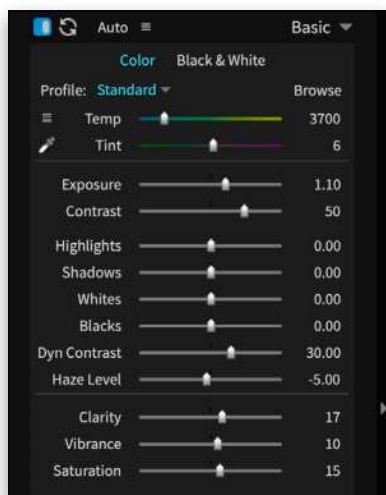 Auto Basic
Color Black & White
Profile: Standard Browse
Temp 3700
Tint 6
Exposure 1.10
Contrast 50
Highlights 0.00
Shadows 0.00
Whites 0.00
Blacks 0.00
Dyn Contrast 30.00
Haze Level -5.00
Clarity 17
Vibrance 10
Saturation 15